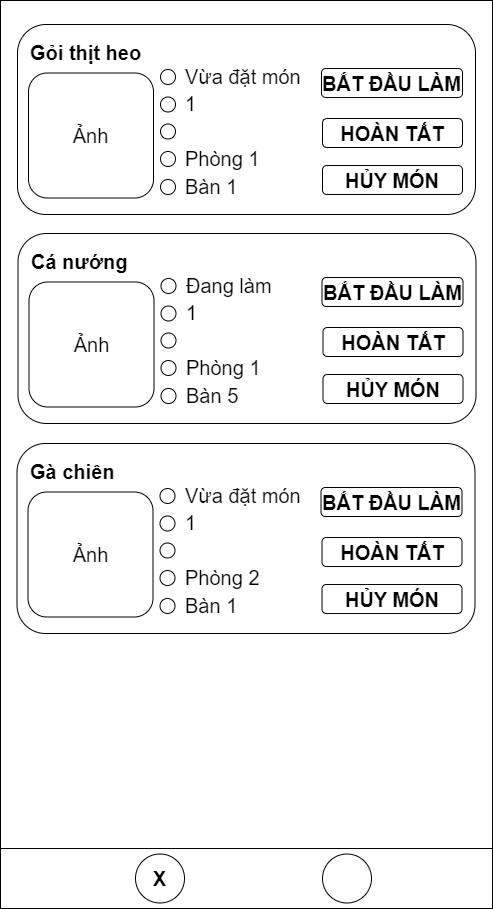 Gỏi thịt heo
Ảnh
Vừa đặt món
1
Phòng 1
Bàn 1
BẮT ĐẦU LÀM
HOÀN TẤT
HỦY MÓN
Cá nướng
Ảnh
Đang làm
1
Phòng 1
Bàn 5
BẮT ĐẦU LÀM
HOÀN TẤT
HỦY MÓN
Gà chiên
Ảnh
Vừa đặt món
1
Phòng 2
Bàn 1
BẮT ĐẦU LÀM
HOÀN TẤT
HỦY MÓN
X